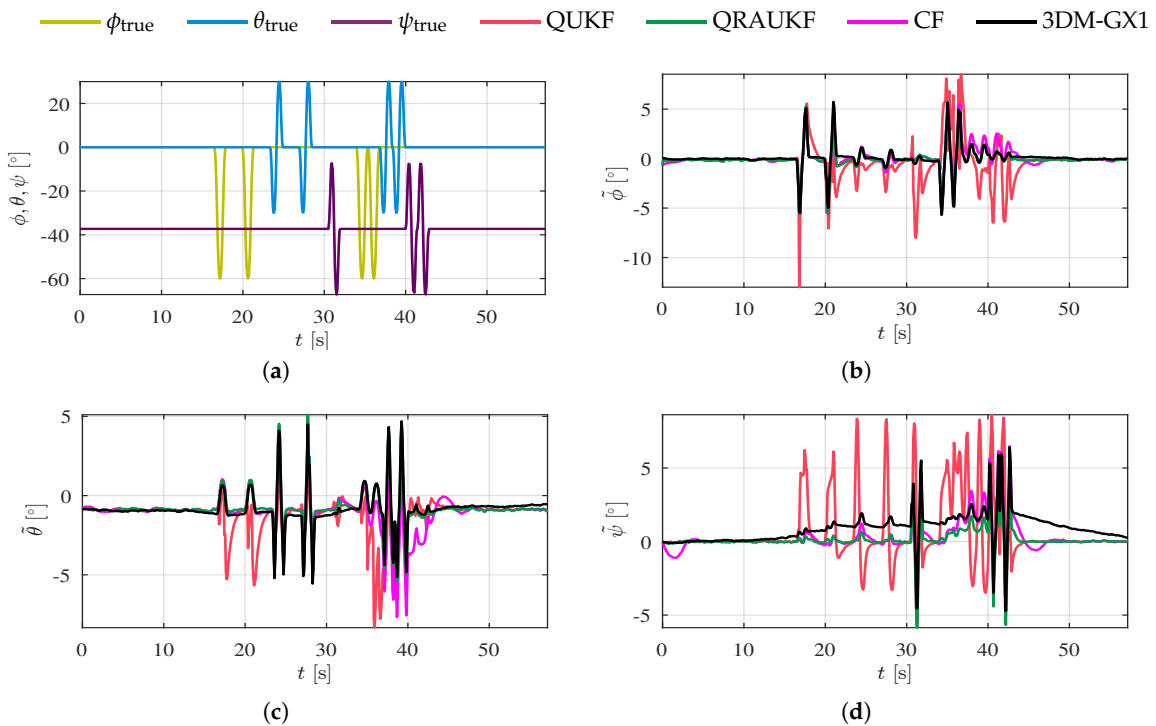 ϕtrue θtrue ψtrue QUKF QRAUKF CF 3DM-GX1
20
0
-20
-40
-60
ϕ, θ, ψ [°]
0 10 20 30 40 50
t [s]
(a)
5
0
-5
-10
ϕ̃ [°]
0 10 20 30 40 50
t [s]
(b)
5
0
-5
θ̃ [°]
0 10 20 30 40 50
t [s]
(c)
5
0
-5
ψ̃ [°]
0 10 20 30 40 50
t [s]
(d)